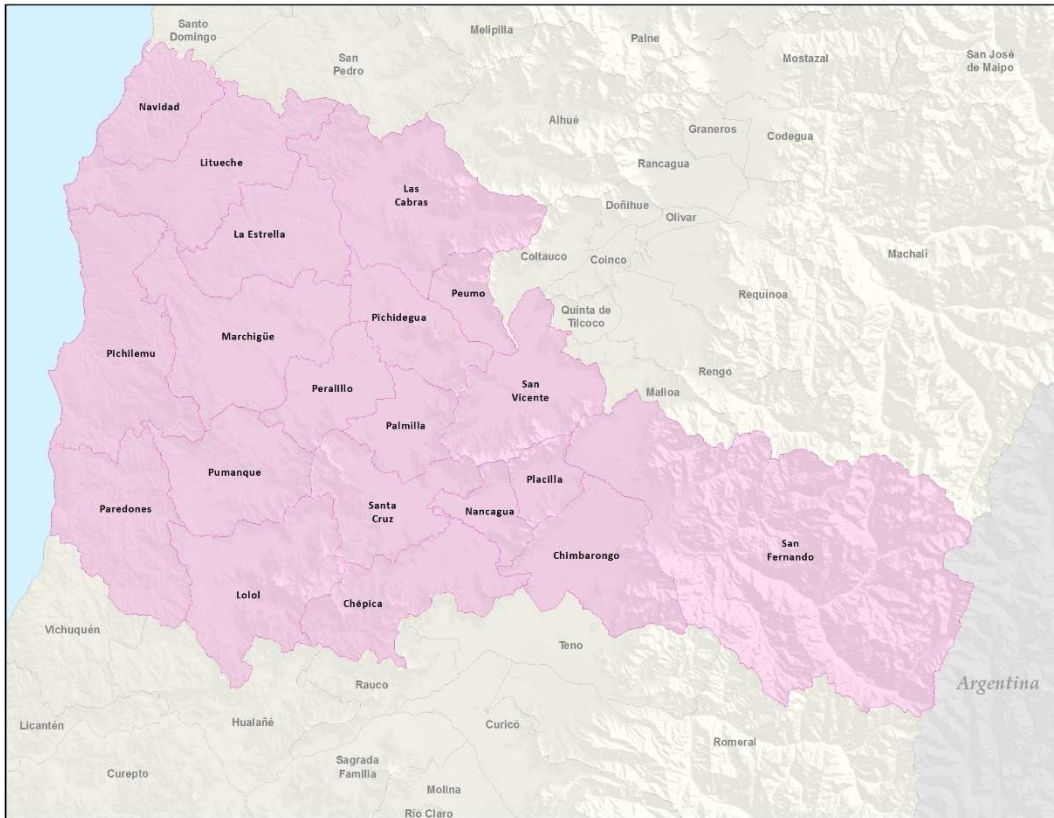 Santo
Domingo
Melipilla
Paine
San
Pedro
Mostazal
San José
de Maipo
Navidad
Alhué
Graneros
Codegua
Litueche
Rancagua
Las
Cabras
Doñihue
Olivar
La Estrella
Coltauco
Coinco
Machalí
Peumo
Requínoa
Pichidegua
Quinta de
Tilcoco
Marchigüe
Pichilemu
Rengo
Peralillo
San
Vicente
Malloa
Palmilla
Pumanque
Placilla
Paredones
Santa
Cruz
Nancagua
San
Fernando
Chimbarongo
Lolol
Chépica
Vichuquén
Teno
Argentina
Rauco
Licantén
Hualañé
Curicó
Romeral
Sagrada
Familia
Curepto
Molina
Río Claro